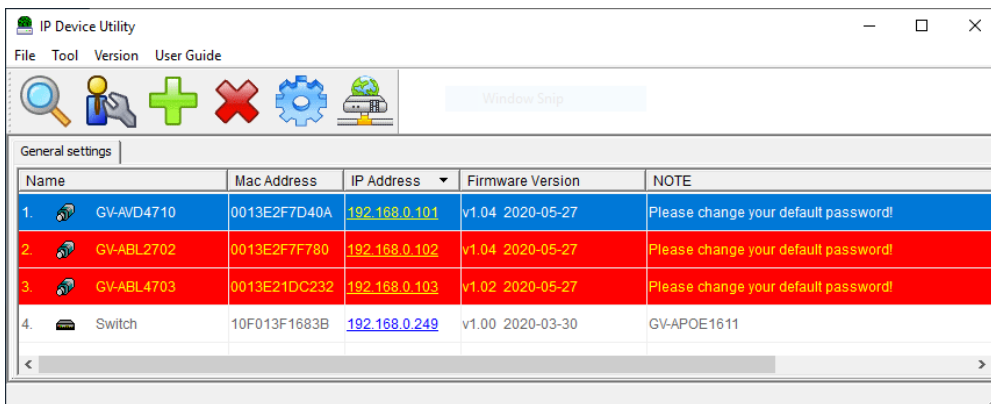 IP Device Utility
File Tool Version User Guide
Window Snip
General settings
Name Mac Address IP Address Firmware Version NOTE
1. GV-AVD4710 0013E2F7D40A 192.168.0.101 v1.04 2020-05-27 Please change your default password!
2. GV-ABL2702 0013E2F7F780 192.168.0.102 v1.04 2020-05-27 Please change your default password!
3. GV-ABL4703 0013E21DC232 192.168.0.103 v1.02 2020-05-27 Please change your default password!
4. Switch 10F013F1683B 192.168.0.249 v1.00 2020-03-30 GV-APOE1611